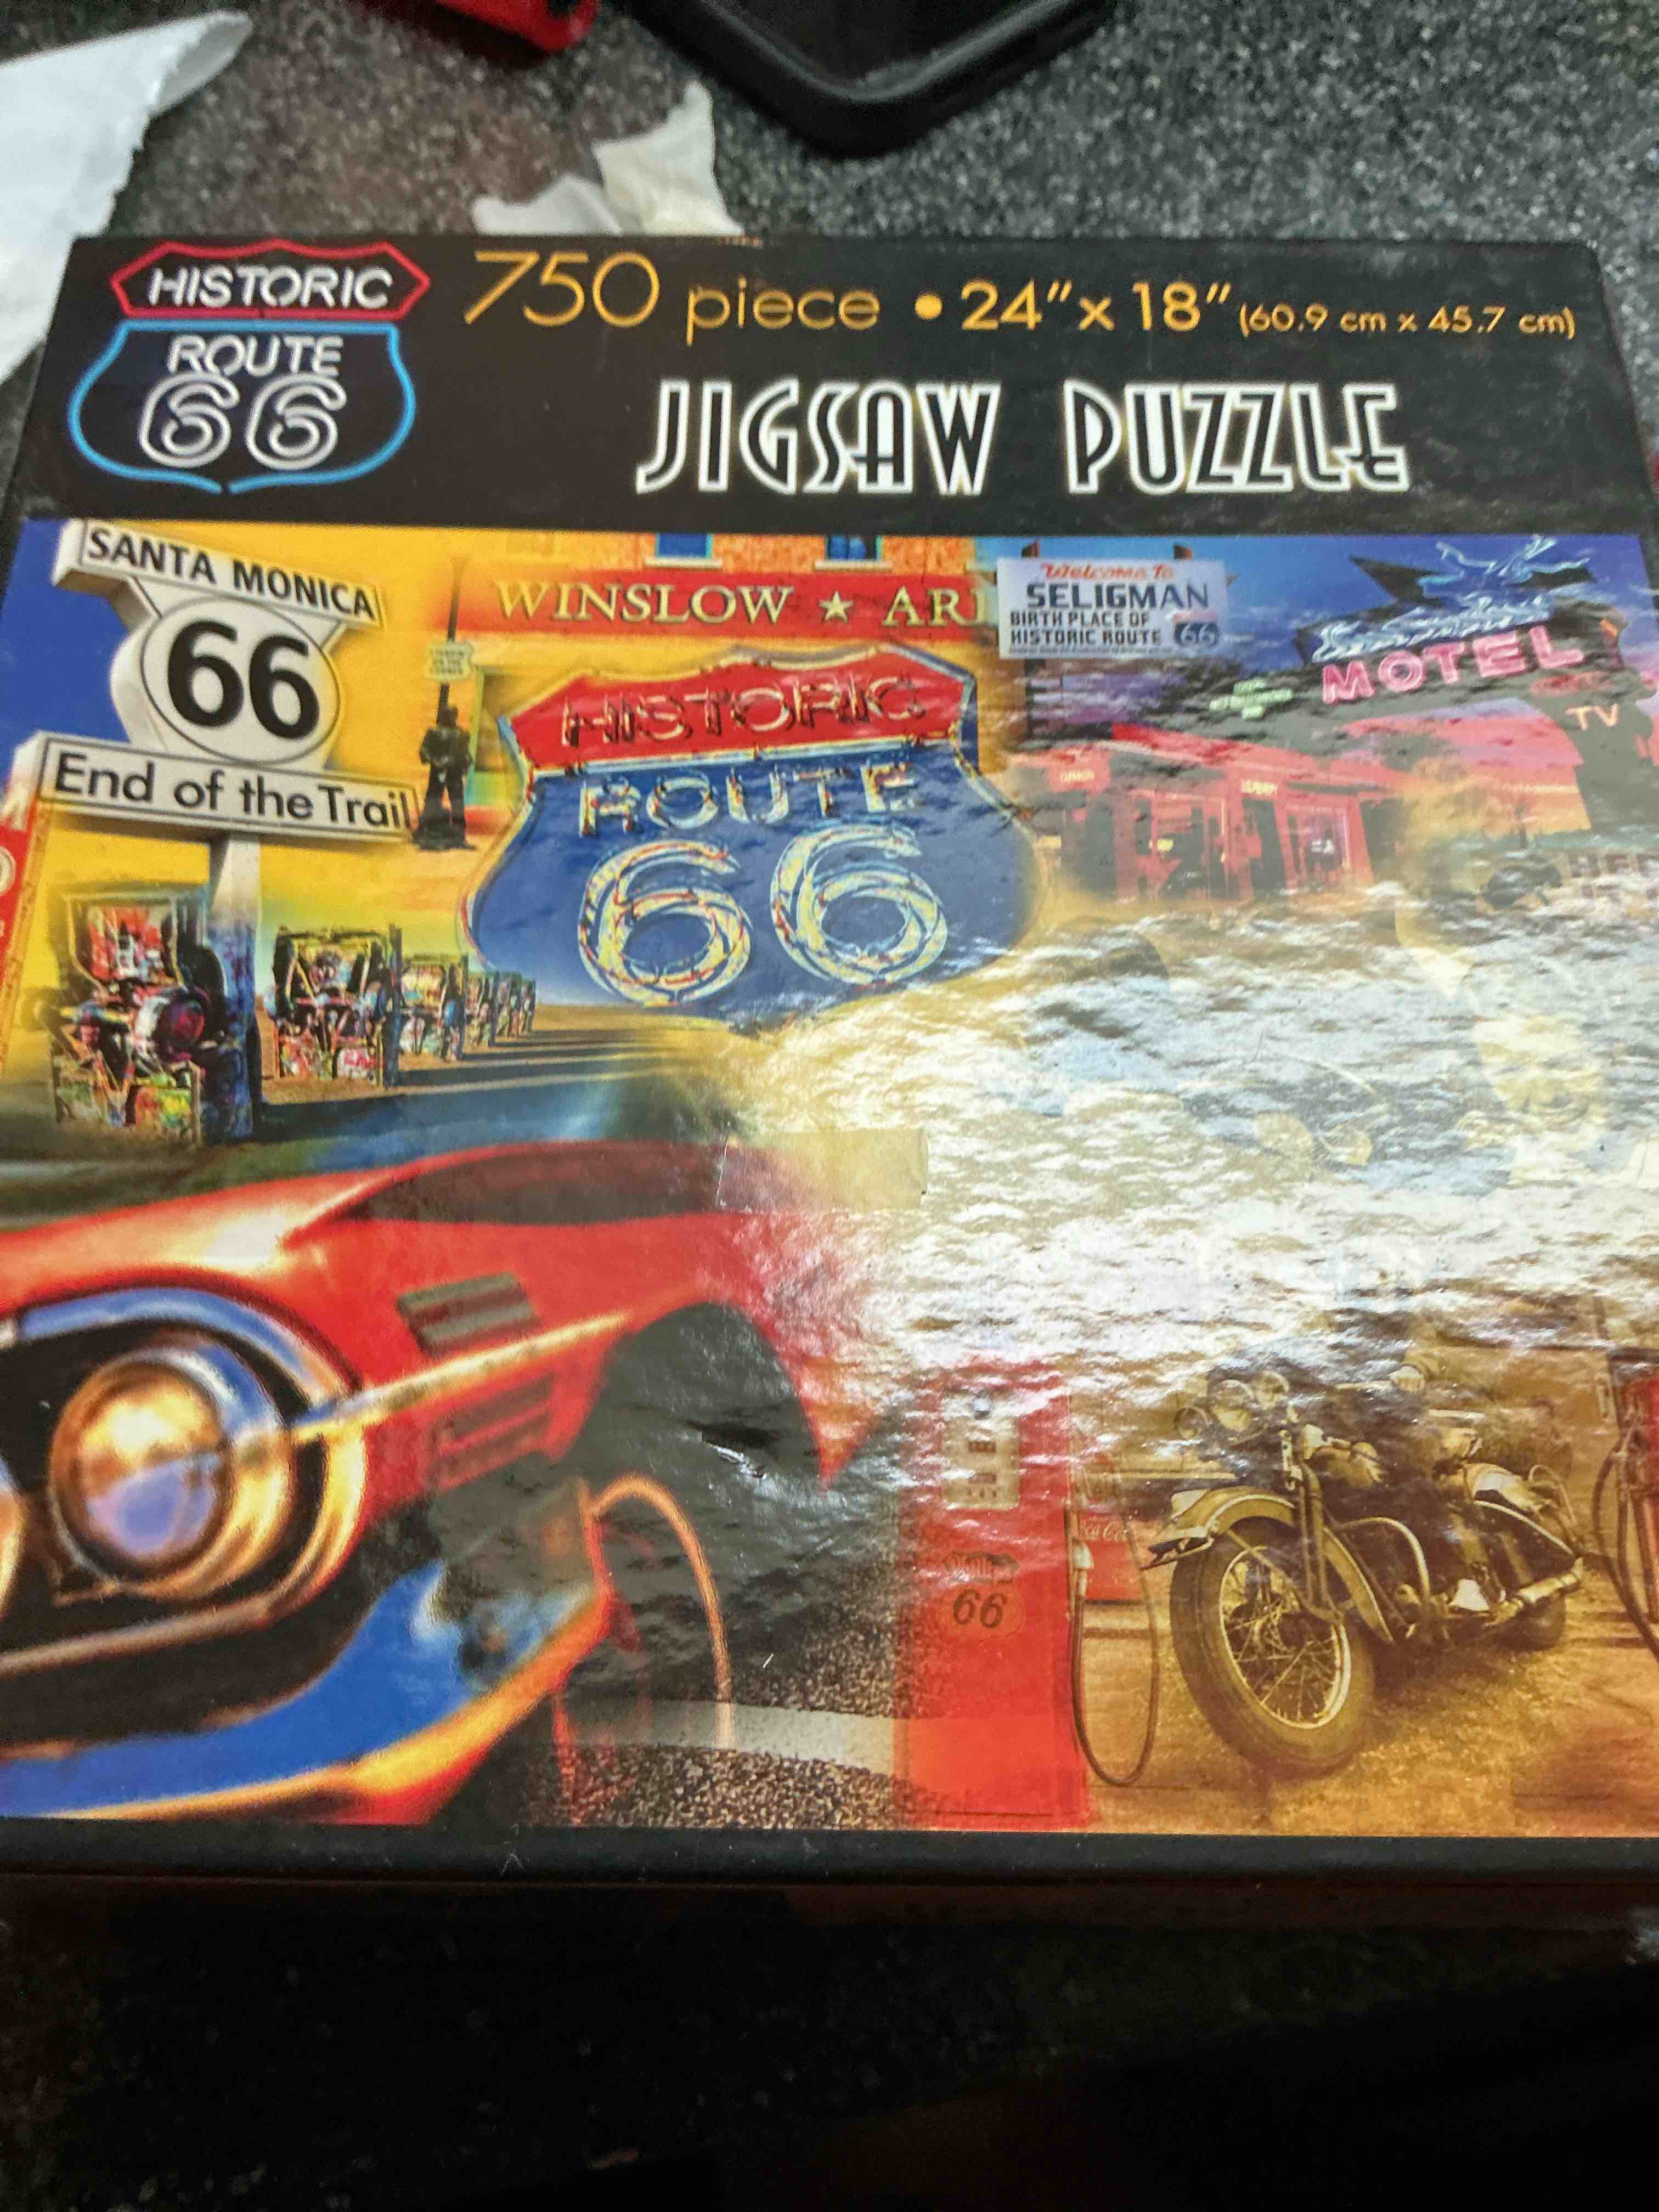 HISTORIC
ROUTE
66
750 piece • 24" x 18" (60.9 cm x 45.7 cm)
JIGSAW PUZZLE
SANTA MONICA
66
End of the Trail
WINSLOW ★ ARI
Welcome To
SELIGMAN
BIRTH PLACE OF
HISTORIC ROUTE 66
MOTEL
TV
HISTORIC
ROUTE
66
Phillips
66